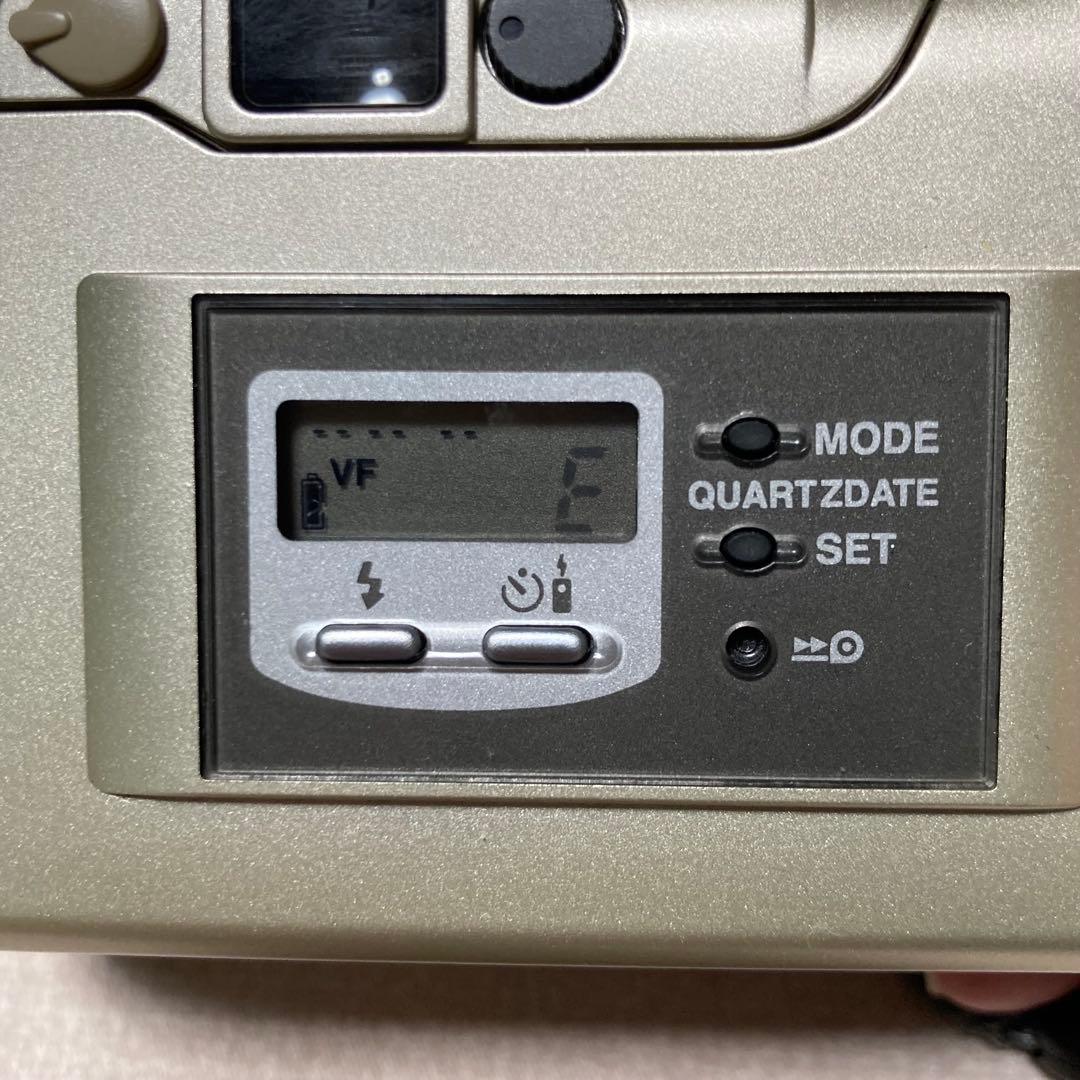 -- -- --
VF
E
MODE
QUARTZDATE
SET